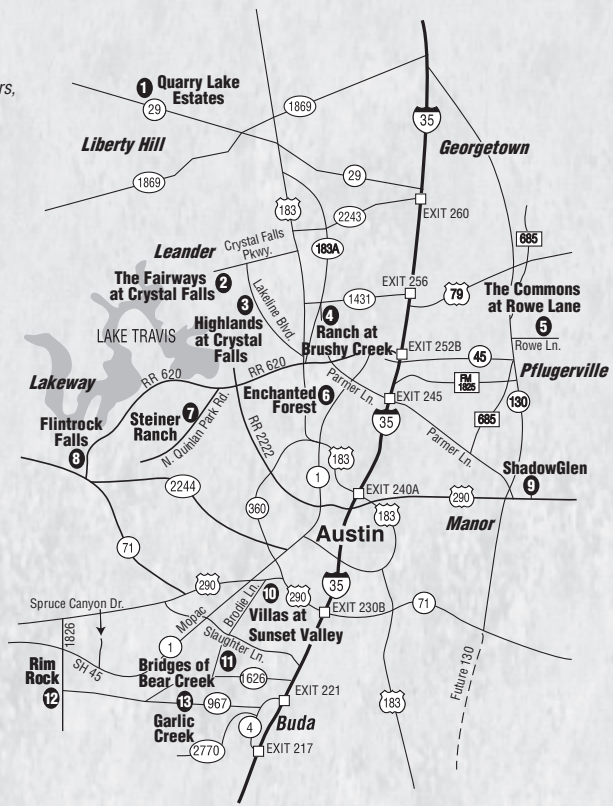 ers,
1 Quarry Lake
Estates
29
1869
35
Liberty Hill
Georgetown
1869
29
183
2243
EXIT 260
Leander
Crystal Falls
Pkwy.
183A
685
The Fairways
at Crystal Falls
2
Lakeline Blvd.
EXIT 256
1431
79
The Commons
at Rowe Lane
5
3
Highlands
at Crystal
Falls
4
Ranch at
Brushy Creek
LAKE TRAVIS
EXIT 252B
45
Rowe Ln.
RR 620
RR 620
FM
1825
Pflugerville
Lakeway
Parmer Ln.
Enchanted
Forest
6
EXIT 245
130
Steiner
Ranch
7
N. Quinlan Park Rd.
RR 2222
35
685
Flintrock
Falls
8
Parmer Ln.
183
ShadowGlen
9
2244
1
EXIT 240A
290
360
183
Manor
Austin
71
290
35
Spruce Canyon Dr.
Mopac
Brodie Ln.
10
Villas at
Sunset Valley
290
EXIT 230B
71
1826
1
Slaughter Ln.
SH 45
Bridges of
Bear Creek
11
1626
Rim
Rock
12
13
967
Garlic
Creek
EXIT 221
Buda
4
183
Future 130
2770
EXIT 217